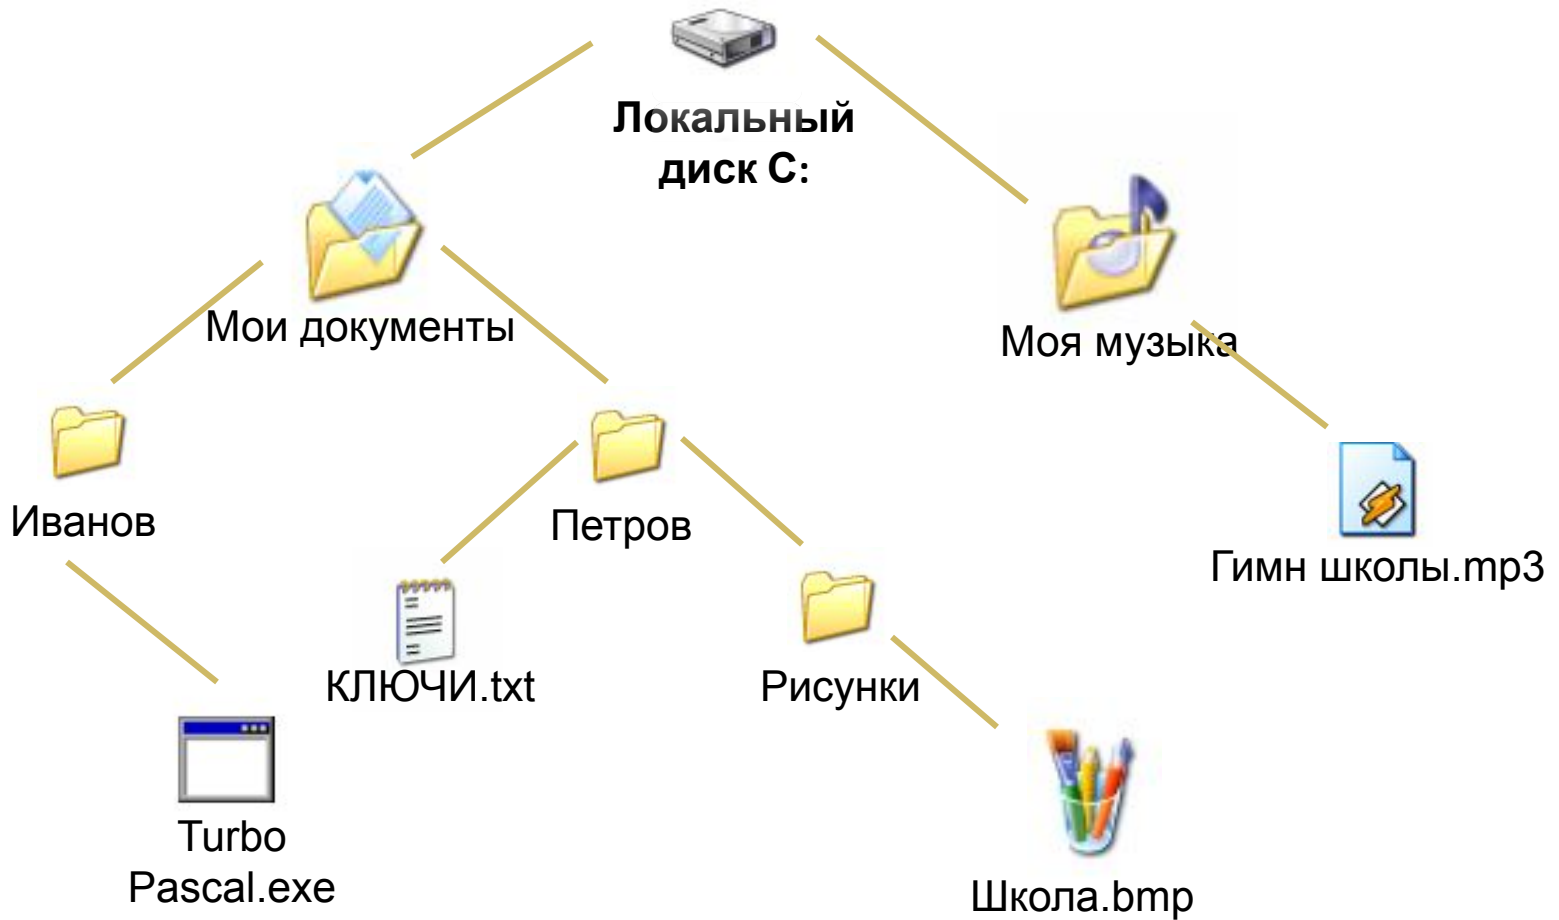 Локальный
диск С:
Мои документы
Моя музыка
Иванов
Петров
Гимн школы.mp3
КЛЮЧИ.txt
Рисунки
Turbo
Pascal.exe
Школа.bmp